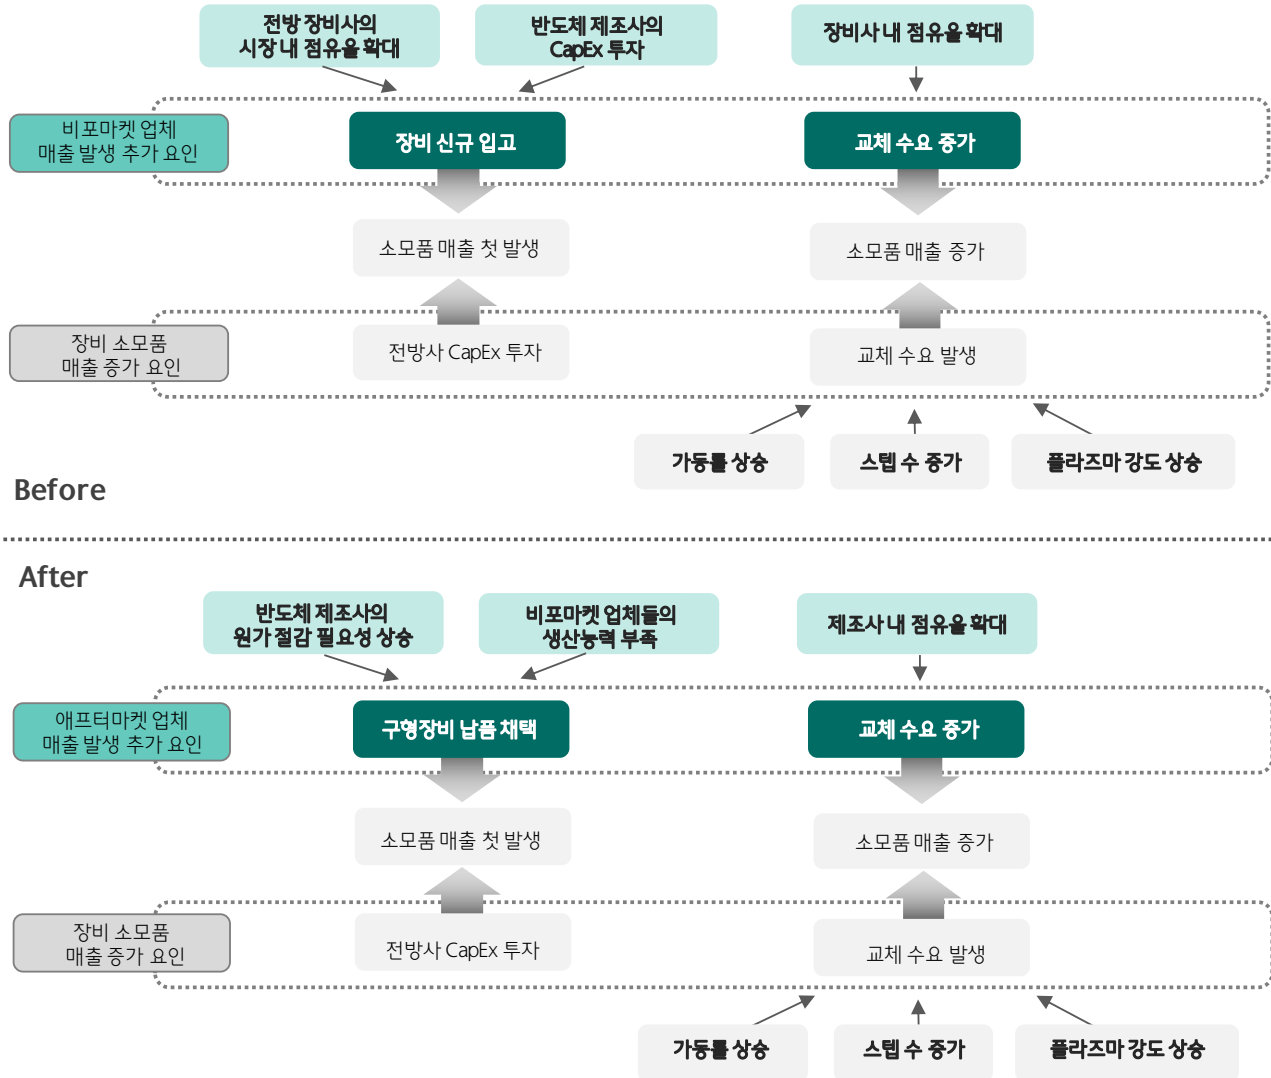 전방 장비사의
시장 내 점유율 확대
반도체 제조사의
CapEx 투자
장비사 내 점유율 확대
비포마켓 업체
매출 발생 추가 요인
장비 신규 입고
교체 수요 증가
소모품 매출 첫 발생
소모품 매출 증가
장비 소모품
매출 증가 요인
전방사 CapEx 투자
교체 수요 발생
가동률 상승
스텝 수 증가
플라즈마 강도 상승
Before
After
반도체 제조사의
원가 절감 필요성 상승
비포마켓 업체들의
생산능력 부족
제조사 내 점유율 확대
애프터마켓 업체
매출 발생 추가 요인
구형장비 납품 채택
교체 수요 증가
소모품 매출 첫 발생
소모품 매출 증가
장비 소모품
매출 증가 요인
전방사 CapEx 투자
교체 수요 발생
가동률 상승
스텝 수 증가
플라즈마 강도 상승